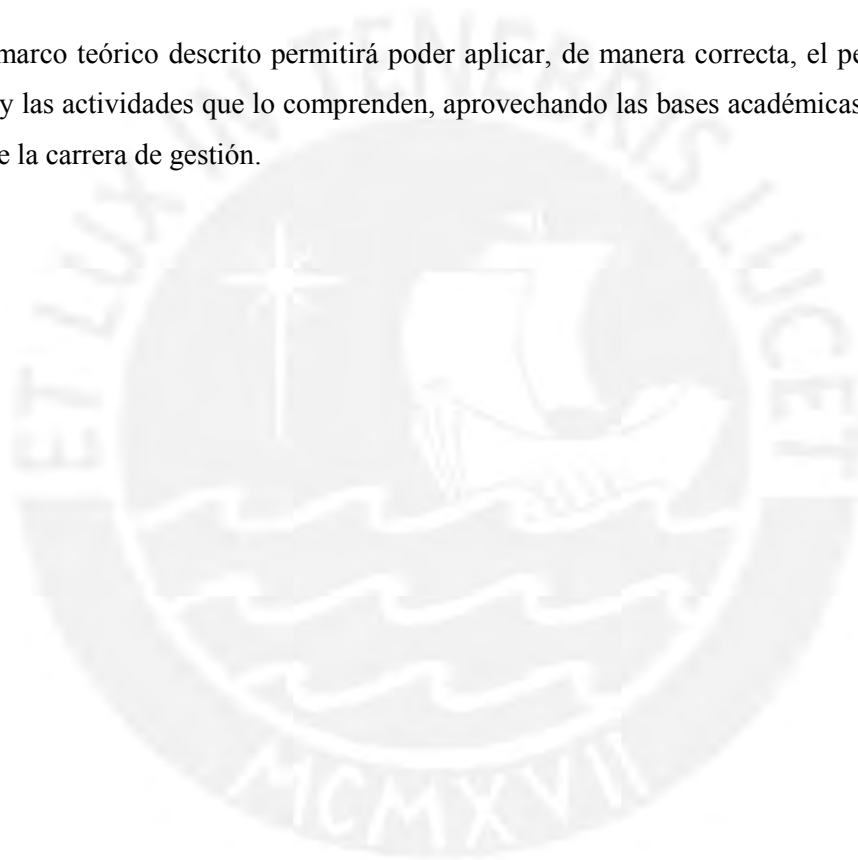 marco teórico descrito permitirá poder aplicar, de manera correcta, el pe
y las actividades que lo comprenden, aprovechando las bases académicas
e la carrera de gestión.
ET LUX IN TENEBRIS LUCET
MCMXVII